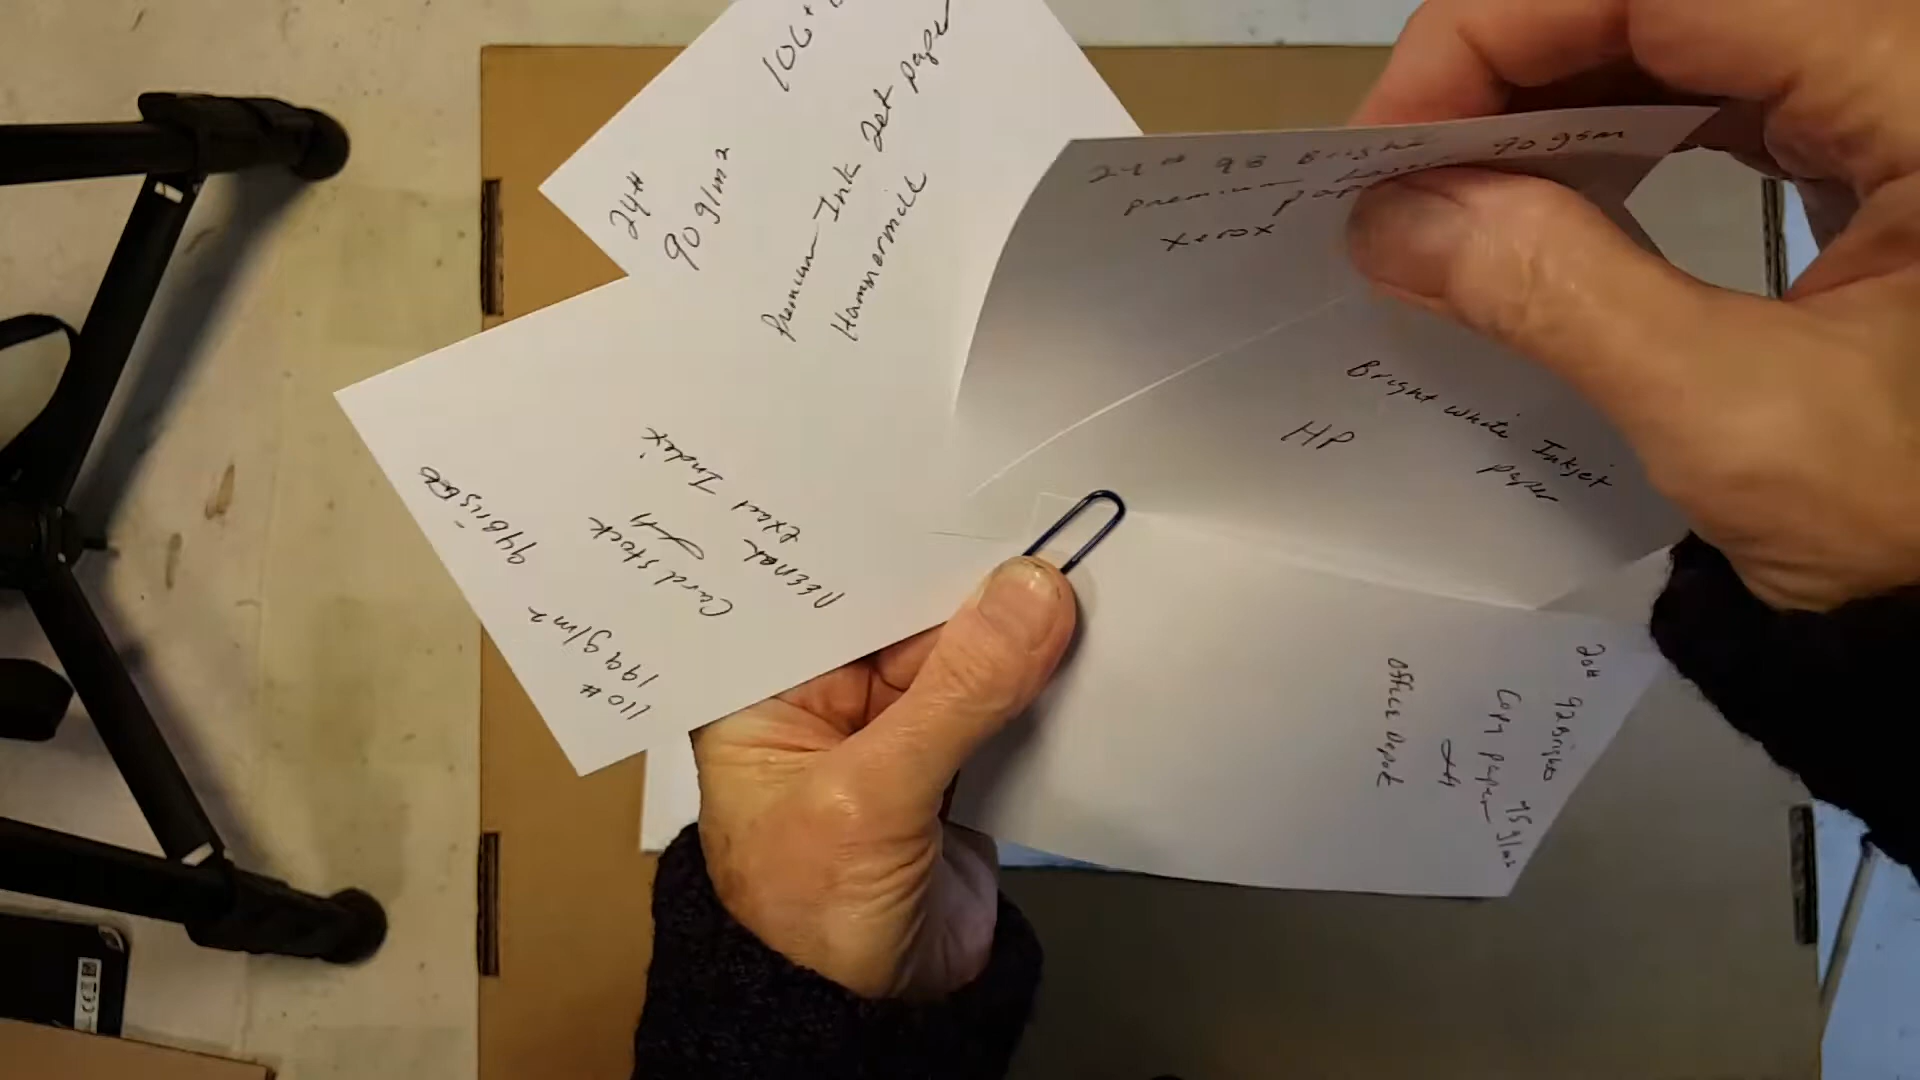 106+
24#
90 g/m2
Premium Ink Jet Paper
Hammermill
24# 98 Bright
90 gsm
premium
xerox
Bright white Inkjet
paper
HP
20# 92 Bright
Copy paper 75 g/m2
Office Depot
110#
199 g/m2 94 Bright
Card stock
Neenah
Exact Index